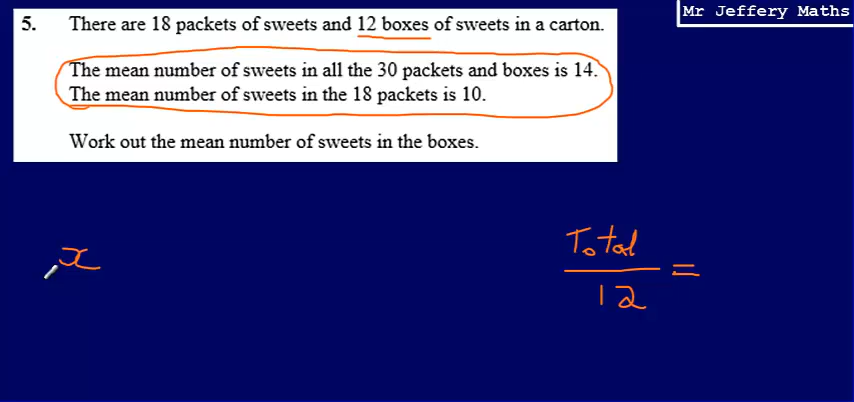 Mr Jeffery Maths
5. There are 18 packets of sweets and 12 boxes of sweets in a carton.
The mean number of sweets in all the 30 packets and boxes is 14.
The mean number of sweets in the 18 packets is 10.
Work out the mean number of sweets in the boxes.
x
Total
12
=